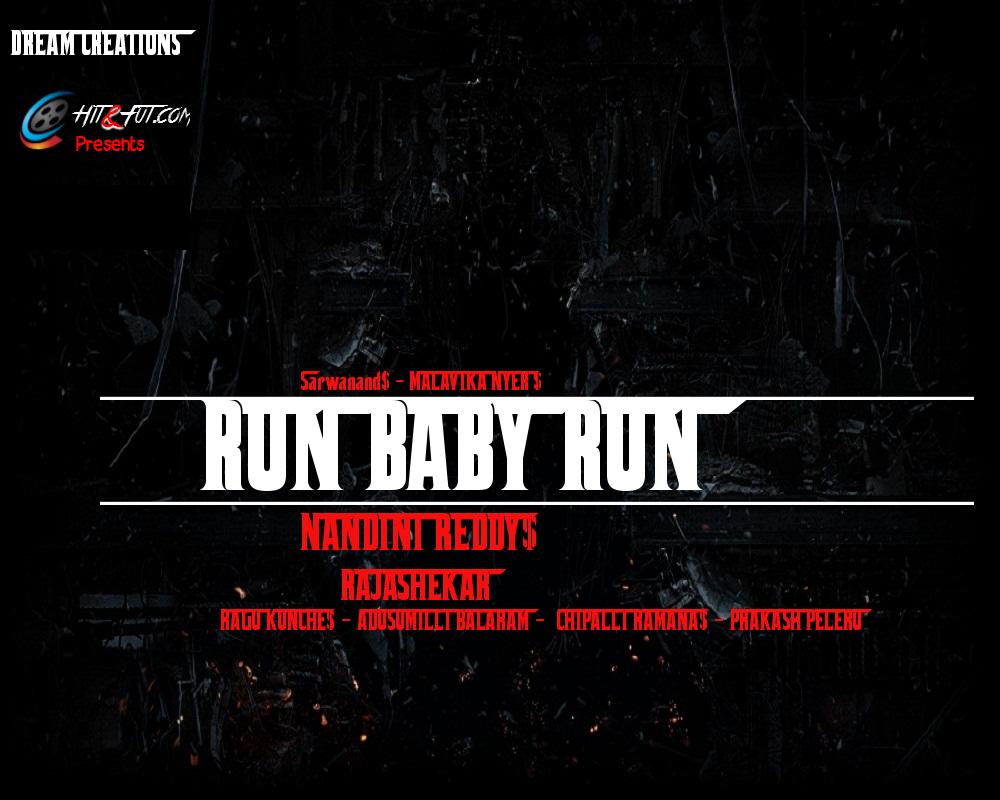 DREAM CREATIONS
HIT&FUT.COM
Presents
Sarwanand$ - MALAVIKA NYER$
RUN BABY RUN
NANDINI REDDY$
RAJASHEKAR
RAGU KUNCHE$ - ADUSUMILLI BALARAM - CHIPALLI RAMANA$ - PRAKASH PELERU